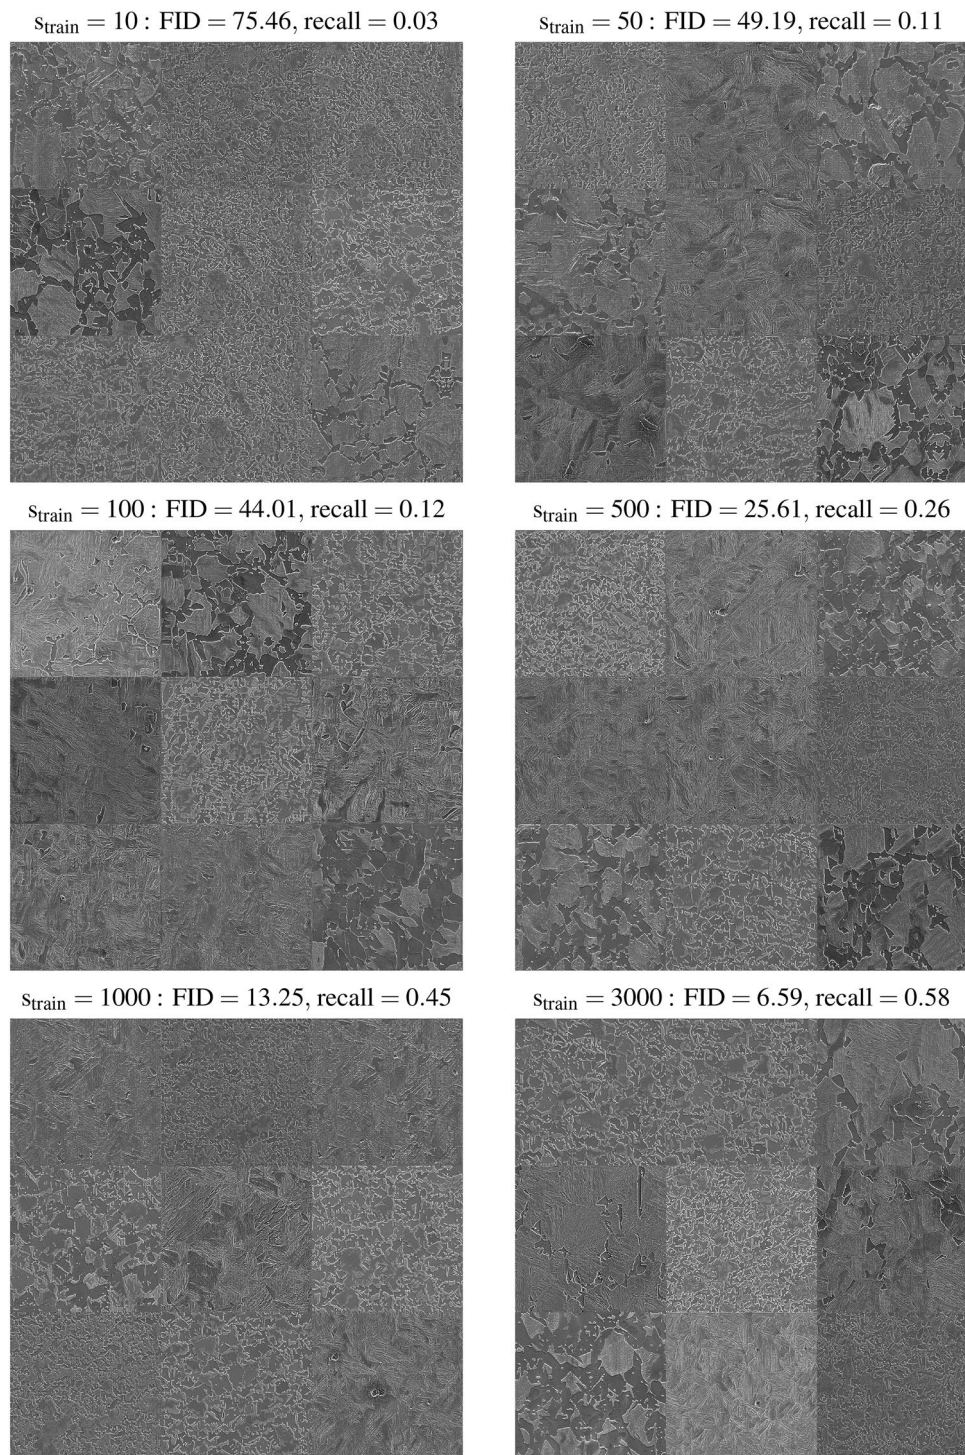 s_train = 10 : FID = 75.46, recall = 0.03
s_train = 50 : FID = 49.19, recall = 0.11
s_train = 100 : FID = 44.01, recall = 0.12
s_train = 500 : FID = 25.61, recall = 0.26
s_train = 1000 : FID = 13.25, recall = 0.45
s_train = 3000 : FID = 6.59, recall = 0.58